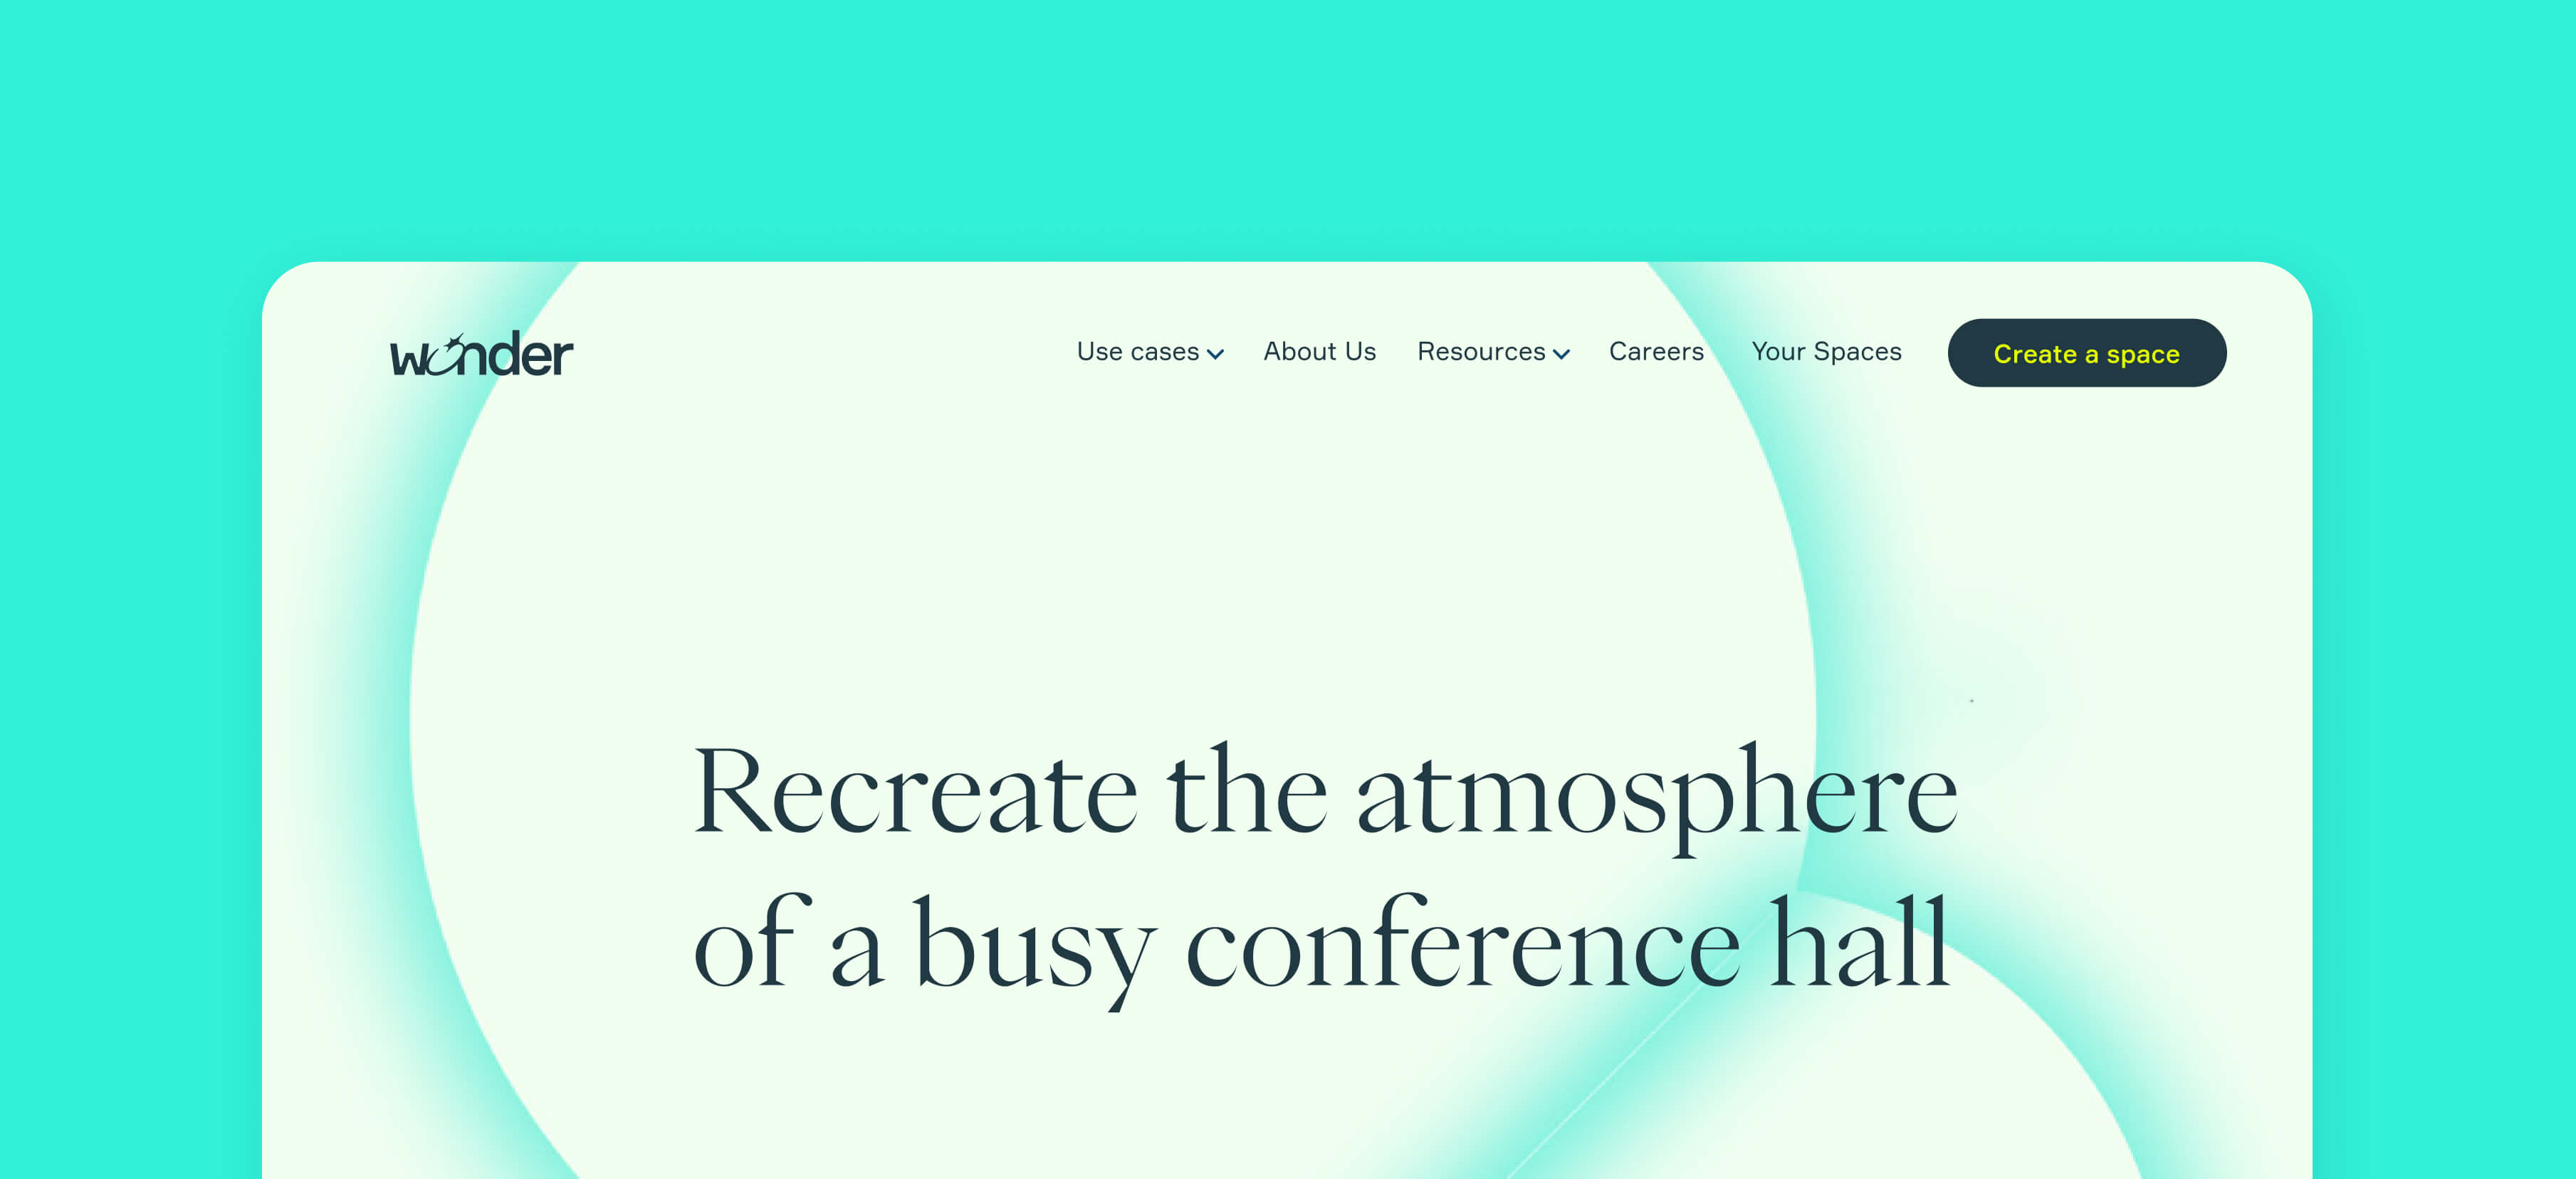 wonder
Use cases About Us Resources Careers Your Spaces Create a space
Recreate the atmosphere
of a busy conference hall